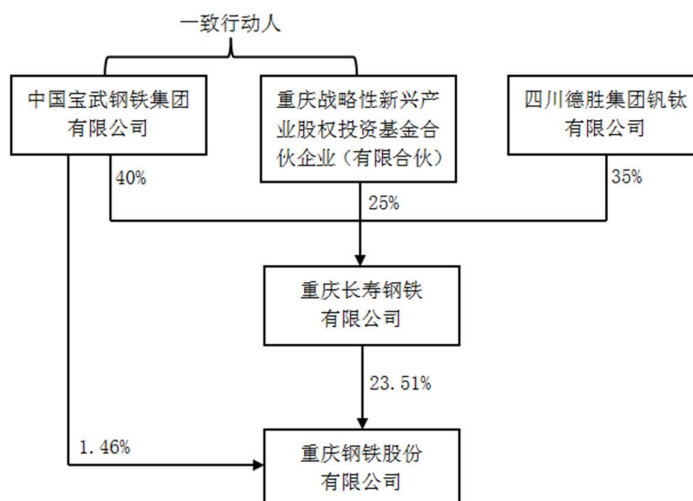 一致行动人
中国宝武钢铁集团
有限公司
重庆战略性新兴产
业股权投资基金合
伙企业（有限合伙）
四川德胜集团钒钛
有限公司
40%
25%
35%
重庆长寿钢铁
有限公司
23.51%
1.46%
重庆钢铁股份
有限公司